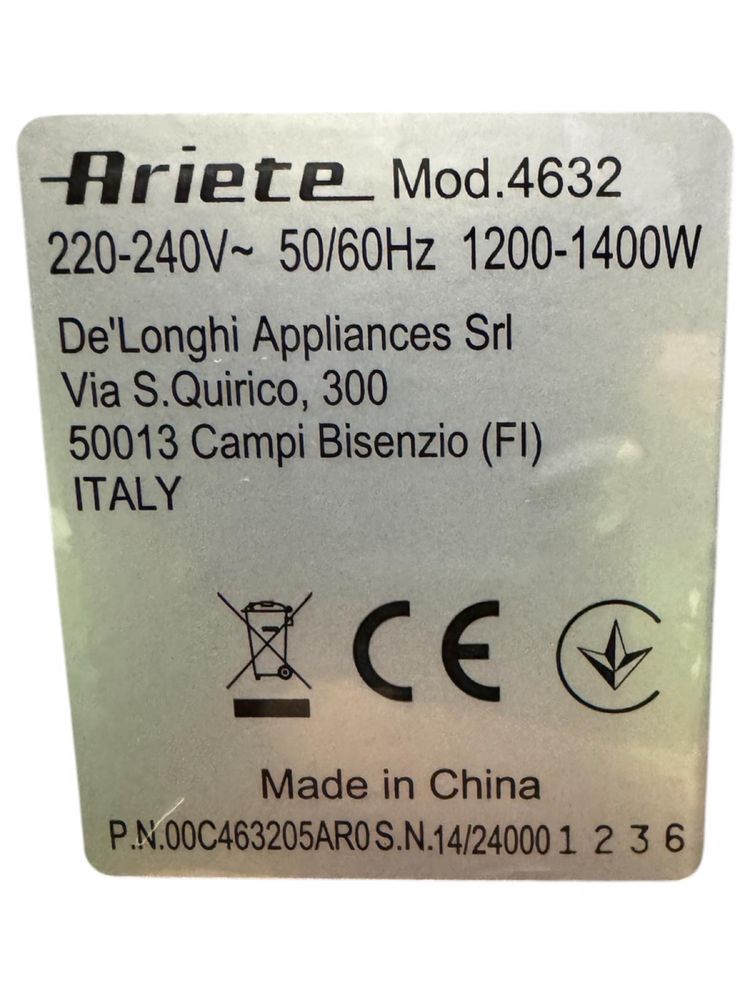 Ariete Mod.4632
220-240V~ 50/60Hz 1200-1400W
De'Longhi Appliances Srl
Via S.Quirico, 300
50013 Campi Bisenzio (FI)
ITALY
CE
Made in China
P.N.00C463205AR0 S.N.14/24000 1 2 3 6